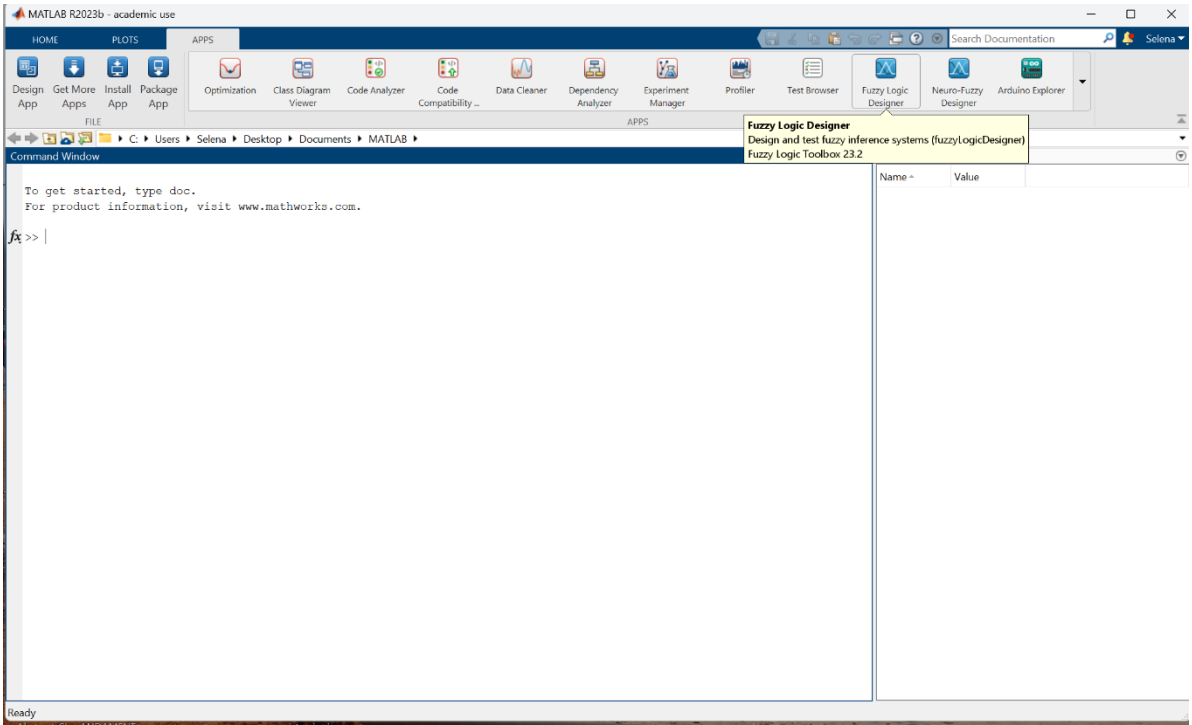 MATLAB R2023b - academic use
HOME PLOTS APPS
Search Documentation
Selena
Design App
Get More Apps
Install App
Package App
Optimization
Class Diagram Viewer
Code Analyzer
Code Compatibility ...
Data Cleaner
Dependency Analyzer
Experiment Manager
Profiler
Test Browser
Fuzzy Logic Designer
Neuro-Fuzzy Designer
Arduino Explorer
FILE
APPS
Fuzzy Logic Designer
Design and test fuzzy inference systems (fuzzyLogicDesigner)
Fuzzy Logic Toolbox 23.2
C: Users Selena Desktop Documents MATLAB
Command Window
Name Value
To get started, type doc.
For product information, visit www.mathworks.com.
fx >>
Ready